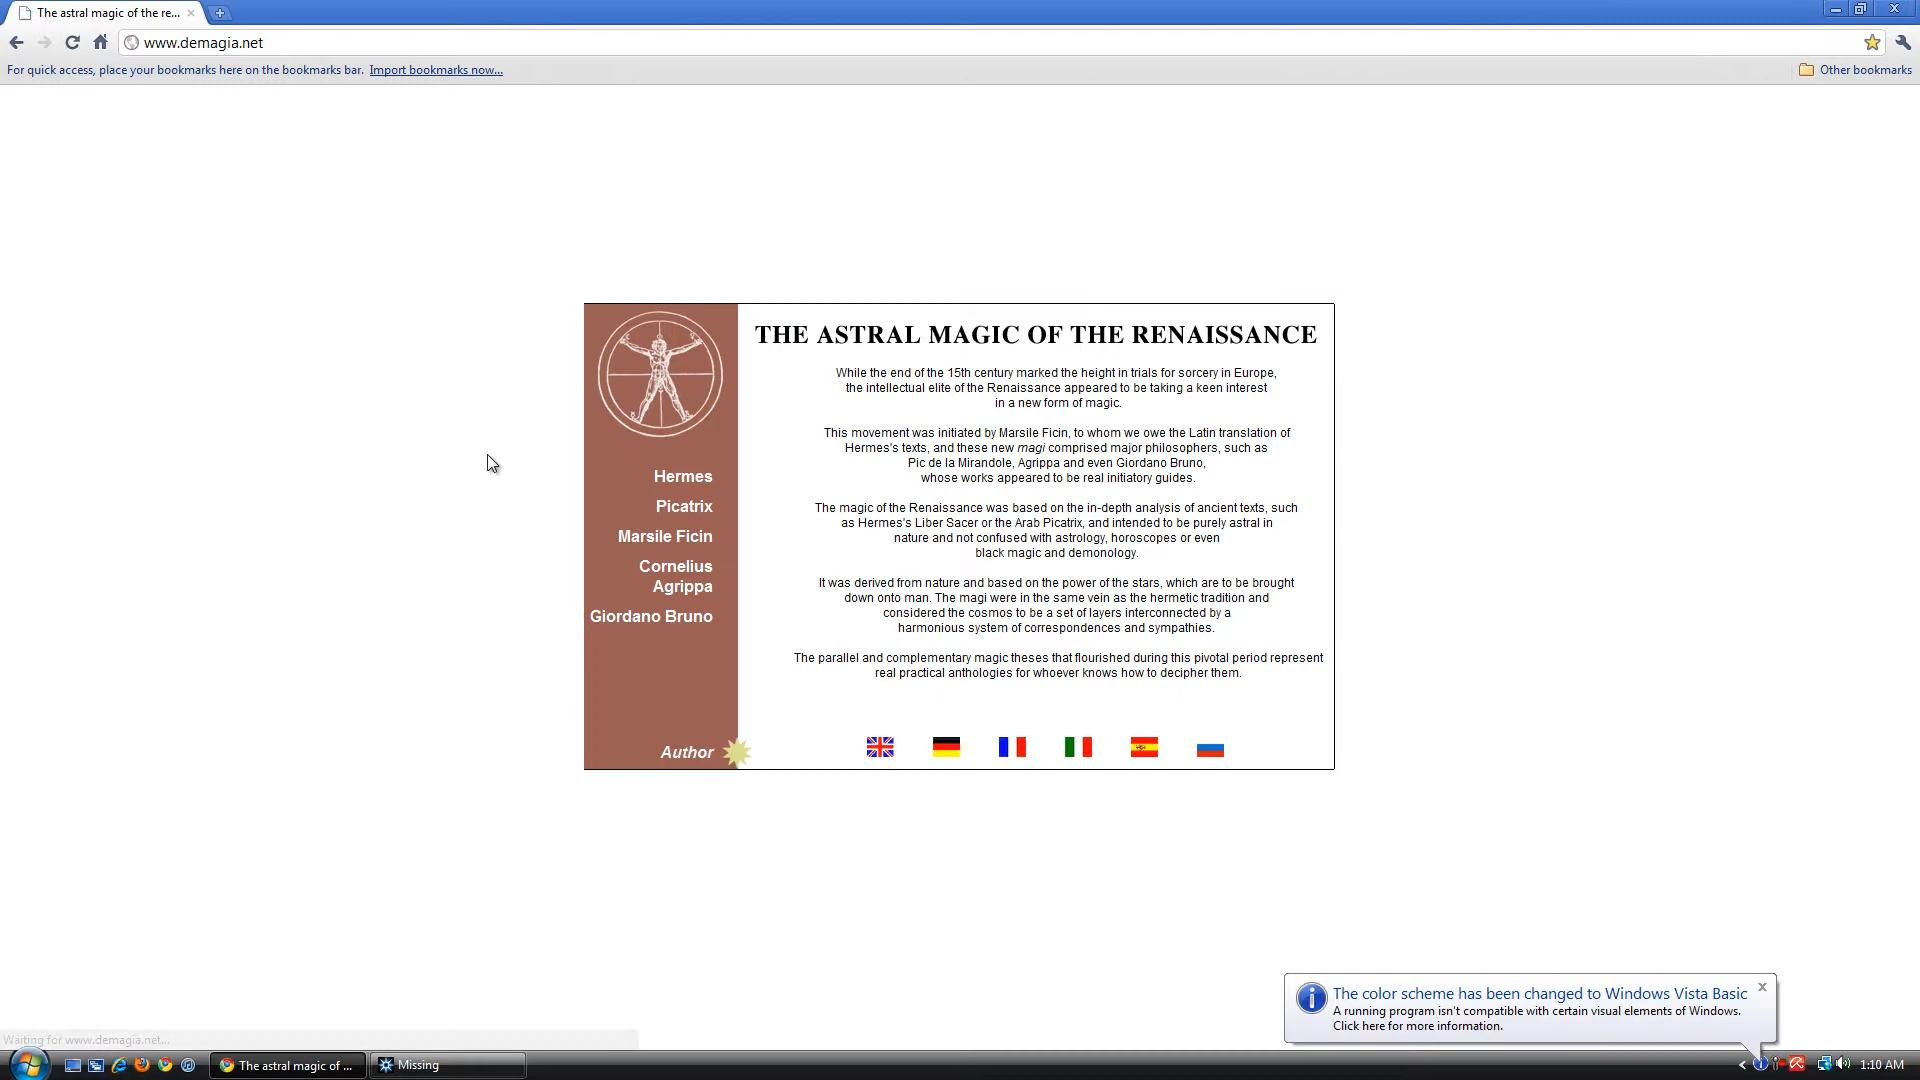 The astral magic of the re...
www.demagia.net
For quick access, place your bookmarks here on the bookmarks bar. Import bookmarks now...
Other bookmarks
THE ASTRAL MAGIC OF THE RENAISSANCE
While the end of the 15th century marked the height in trials for sorcery in Europe,
the intellectual elite of the Renaissance appeared to be taking a keen interest
in a new form of magic.
This movement was initiated by Marsile Ficin, to whom we owe the Latin translation of
Hermes's texts, and these new magi comprised major philosophers, such as
Pic de la Mirandole, Agrippa and even Giordano Bruno,
whose works appeared to be real initiatory guides.
The magic of the Renaissance was based on the in-depth analysis of ancient texts, such
as Hermes's Liber Sacer or the Arab Picatrix, and intended to be purely astral in
nature and not confused with astrology, horoscopes or even
black magic and demonology.
It was derived from nature and based on the power of the stars, which are to be brought
down onto man. The magi were in the same vein as the hermetic tradition and
considered the cosmos to be a set of layers interconnected by a
harmonious system of correspondences and sympathies.
The parallel and complementary magic theses that flourished during this pivotal period represent
real practical anthologies for whoever knows how to decipher them.
Hermes
Picatrix
Marsile Ficin
Cornelius
Agrippa
Giordano Bruno
Author
The color scheme has been changed to Windows Vista Basic
A running program isn't compatible with certain visual elements of Windows.
Click here for more information.
Waiting for www.demagia.net...
The astral magic of ...
Missing
1:10 AM